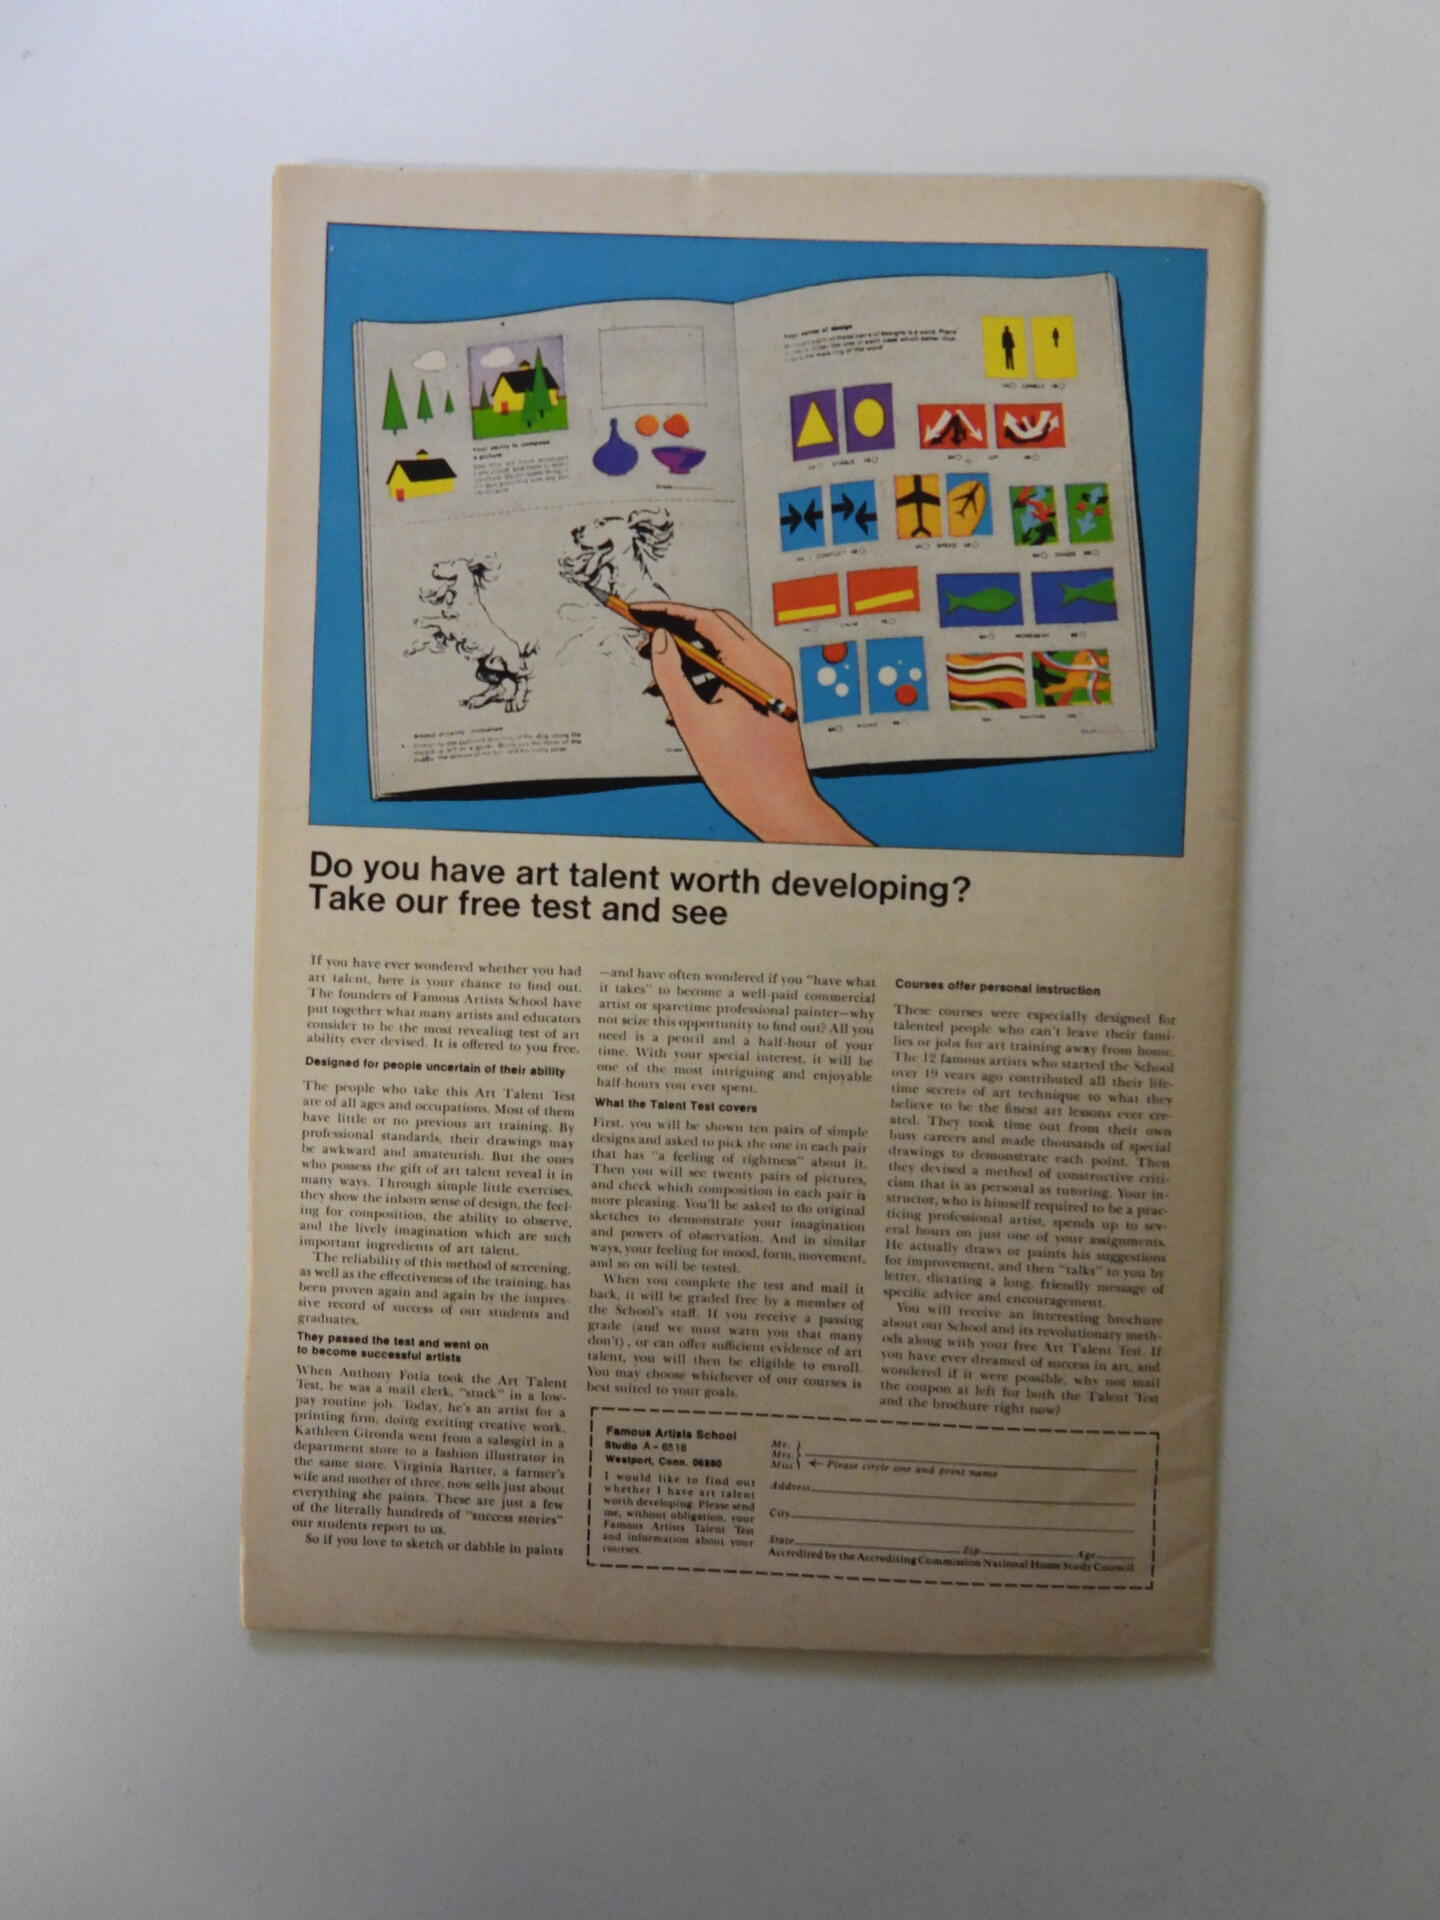 Your ability to compose
a picture
Your sense of design
LONELY
STABLE
UP
CONFLICT
SPEED
CHAOS
CALM
MOVEMENT
Do you have art talent worth developing?
Take our free test and see
If you have ever wondered whether you had
art talent, here is your chance to find out.
The founders of Famous Artists School have
put together what many artists and educators
consider to be the most revealing test of art
ability ever devised. It is offered to you free.
Designed for people uncertain of their ability
The people who take this Art Talent Test
are of all ages and occupations. Most of them
have little or no previous art training. By
professional standards, their drawings may
be awkward and amateurish. But the ones
who possess the gift of art talent reveal it in
many ways. Through simple little exercises,
they show the inborn sense of design, the feel-
ing for composition, the ability to observe,
and the lively imagination which are such
important ingredients of art talent.
The reliability of this method of screening,
as well as the effectiveness of the training, has
been proven again and again by the impres-
sive record of success of our students and
graduates.
They passed the test and went on
to become successful artists
When Anthony Fotia took the Art Talent
Test, he was a mail clerk, "stuck" in a low-
pay routine job. Today, he's an artist for a
printing firm, doing exciting creative work.
Kathleen Gironda went from a salesgirl in a
department store to a fashion illustrator in
the same store. Virginia Bartter, a farmer's
wife and mother of three, now sells just about
everything she paints. These are just a few
of the literally hundreds of "success stories"
our students report to us.
So if you love to sketch or dabble in paints
—and have often wondered if you "have what
it takes" to become a well-paid commercial
artist or sparetime professional painter—why
not seize this opportunity to find out? All you
need is a pencil and a half-hour of your
time. With your special interest, it will be
one of the most intriguing and enjoyable
half-hours you ever spent.
What the Talent Test covers
First, you will be shown ten pairs of simple
designs and asked to pick the one in each pair
that has "a feeling of rightness" about it.
Then you will see twenty pairs of pictures,
and check which composition in each pair is
more pleasing. You'll be asked to do original
sketches to demonstrate your imagination
and powers of observation. And in similar
ways, your feeling for mood, form, movement,
and so on will be tested.
When you complete the test and mail it
back, it will be graded free by a member of
the School's staff. If you receive a passing
grade (and we must warn you that many
don't), or can offer sufficient evidence of art
talent, you will then be eligible to enroll.
You may choose whichever of our courses is
best suited to your goals.
Courses offer personal instruction
These courses were especially designed for
talented people who can't leave their fami-
lies or jobs for art training away from home.
The 12 famous artists who started the School
over 19 years ago contributed all their life-
time secrets of art technique to what they
believe to be the finest art lessons ever cre-
ated. They took time out from their own
busy careers and made thousands of special
drawings to demonstrate each point. Then
they devised a method of constructive criti-
cism that is as personal as tutoring. Your in-
structor, who is himself required to be a prac-
ticing professional artist, spends up to sev-
eral hours on just one of your assignments.
He actually draws or paints his suggestions
for improvement, and then "talks" to you by
letter, dictating a long, friendly message of
specific advice and encouragement.
You will receive an interesting brochure
about our School and its revolutionary meth-
ods along with your free Art Talent Test. If
you have ever dreamed of success in art, and
wondered if it were possible, why not mail
the coupon at left for both the Talent Test
and the brochure right now?
Famous Artists School
Studio A-6518
Westport, Conn. 06880
I would like to find out
whether I have art talent
worth developing. Please send
me, without obligation, your
Famous Artists Talent Test
and information about your
courses.
Mr.
Mrs.
Miss ← Please circle one and print name
Address
City
State Zip Age
Accredited by the Accrediting Commission National Home Study Council